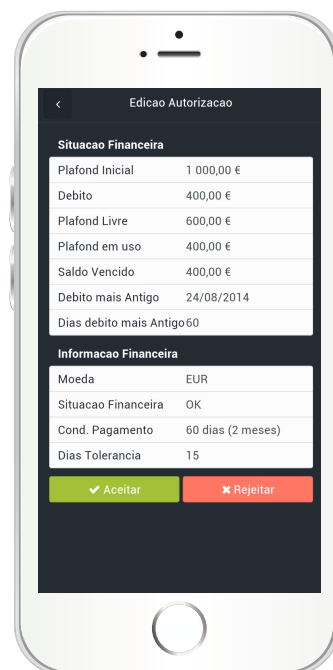 Edicao Autorizacao
Situacao Financeira
Plafond Inicial 1 000,00 €
Debito 400,00 €
Plafond Livre 600,00 €
Plafond em uso 400,00 €
Saldo Vencido 400,00 €
Debito mais Antigo 24/08/2014
Dias debito mais Antigo 60
Informacao Financeira
Moeda EUR
Situacao Financeira OK
Cond. Pagamento 60 dias (2 meses)
Dias Tolerancia 15
Aceitar Rejeitar